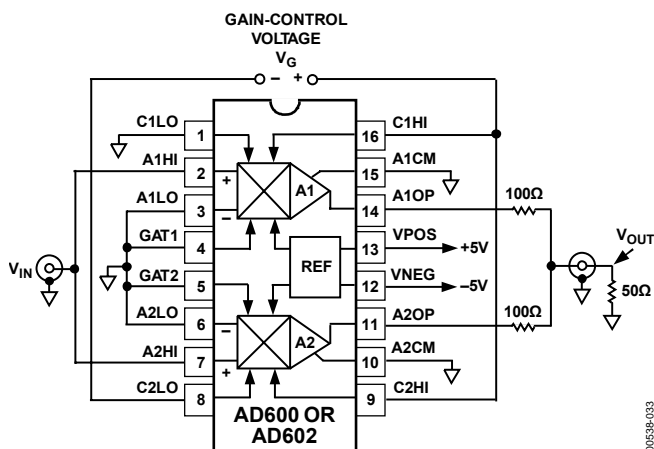 GAIN-CONTROL
VOLTAGE
VG
− +
C1LO
1
16
C1HI
A1HI
2
+
A1
15
A1CM
A1LO
3
−
14
A1OP
100Ω
GAT1
4
REF
13
VPOS
+5V
VIN
VOUT
GAT2
5
12
VNEG
−5V
50Ω
A2LO
6
−
A2
11
A2OP
100Ω
A2HI
7
+
10
A2CM
C2LO
8
9
C2HI
AD600 OR
AD602
00538-033